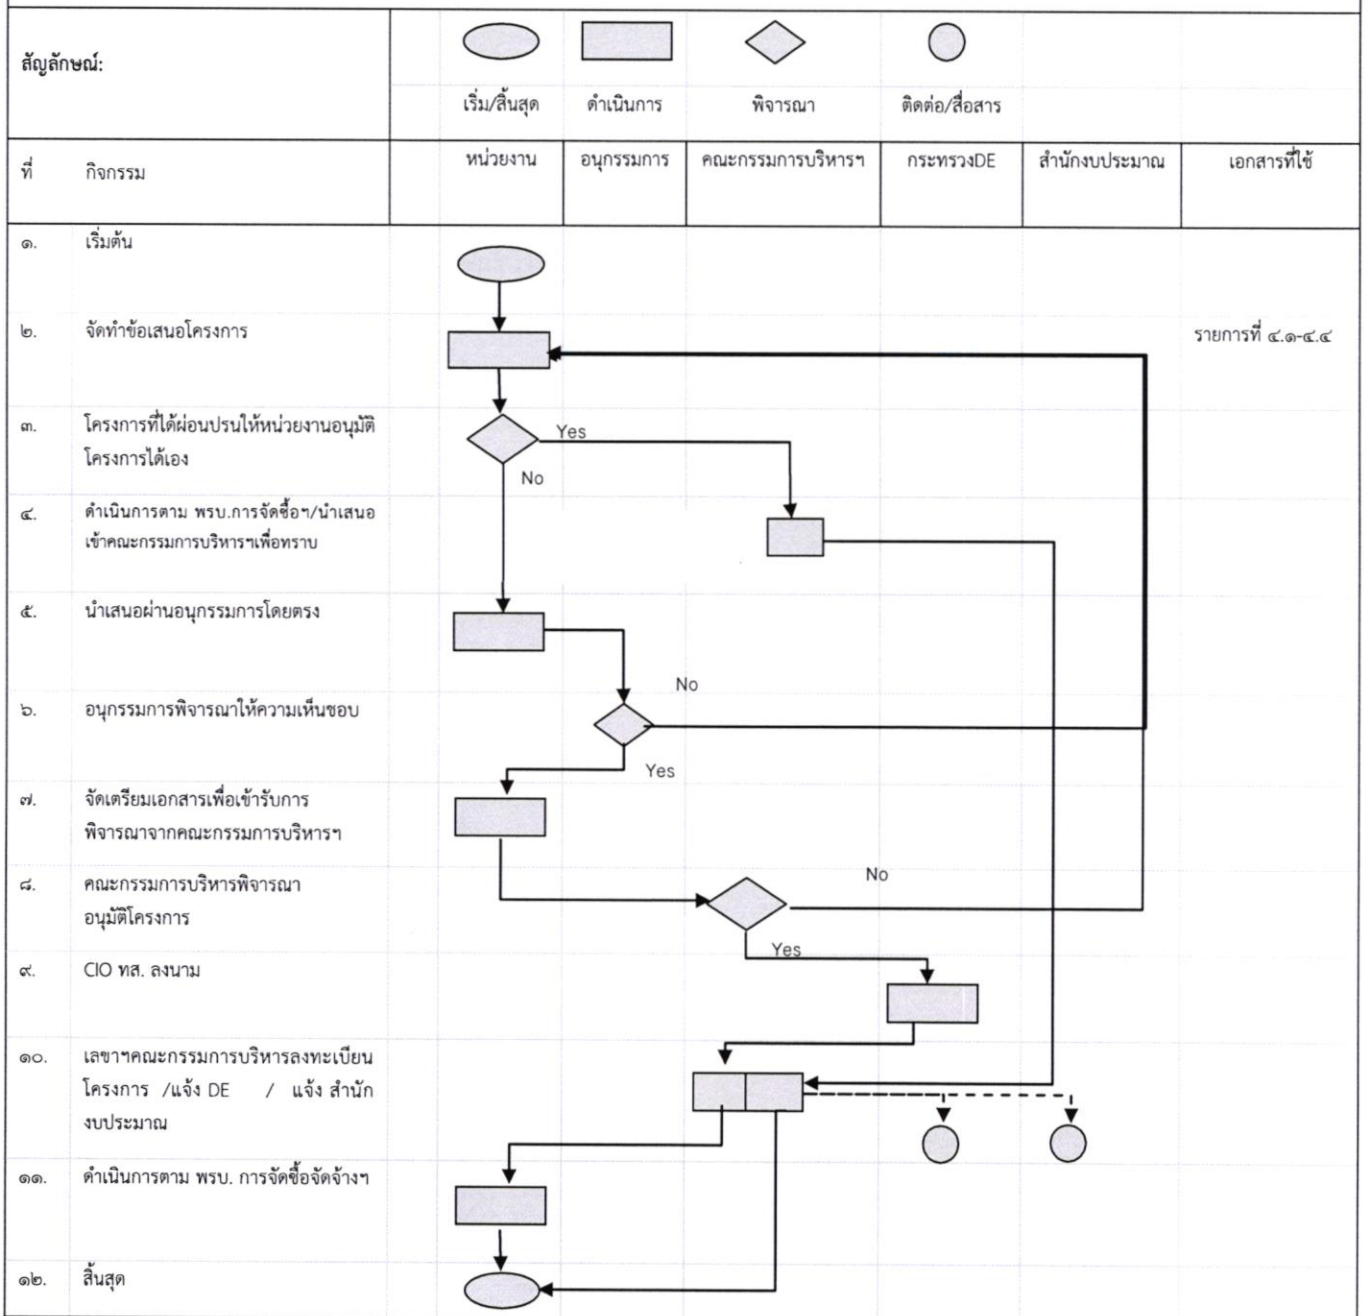 สัญลักษณ์:
เริ่ม/สิ้นสุด ดำเนินการ พิจารณา ติดต่อ/สื่อสาร
ที่ กิจกรรม หน่วยงาน อนุกรรมการ คณะกรรมการบริหารฯ กระทรวงDE สำนักงบประมาณ เอกสารที่ใช้
๑. เริ่มต้น
๒. จัดทำข้อเสนอโครงการ รายการที่ ๔.๑-๔.๔
๓. โครงการที่ได้ผ่อนปรนให้หน่วยงานอนุมัติ
โครงการได้เอง
Yes
No
๔. ดำเนินการตาม พรบ.การจัดซื้อฯ/นำเสนอ
เข้าคณะกรรมการบริหารฯเพื่อทราบ
๕. นำเสนอผ่านอนุกรรมการโดยตรง
No
๖. อนุกรรมการพิจารณาให้ความเห็นชอบ
Yes
๗. จัดเตรียมเอกสารเพื่อเข้ารับการ
พิจารณาจากคณะกรรมการบริหารฯ
No
๘. คณะกรรมการบริหารพิจารณา
อนุมัติโครงการ
Yes
๙. CIO ทส. ลงนาม
๑๐. เลขาฯคณะกรรมการบริหารลงทะเบียน
โครงการ /แจ้ง DE / แจ้ง สำนัก
งบประมาณ
๑๑. ดำเนินการตาม พรบ. การจัดซื้อจัดจ้างฯ
๑๒. สิ้นสุด